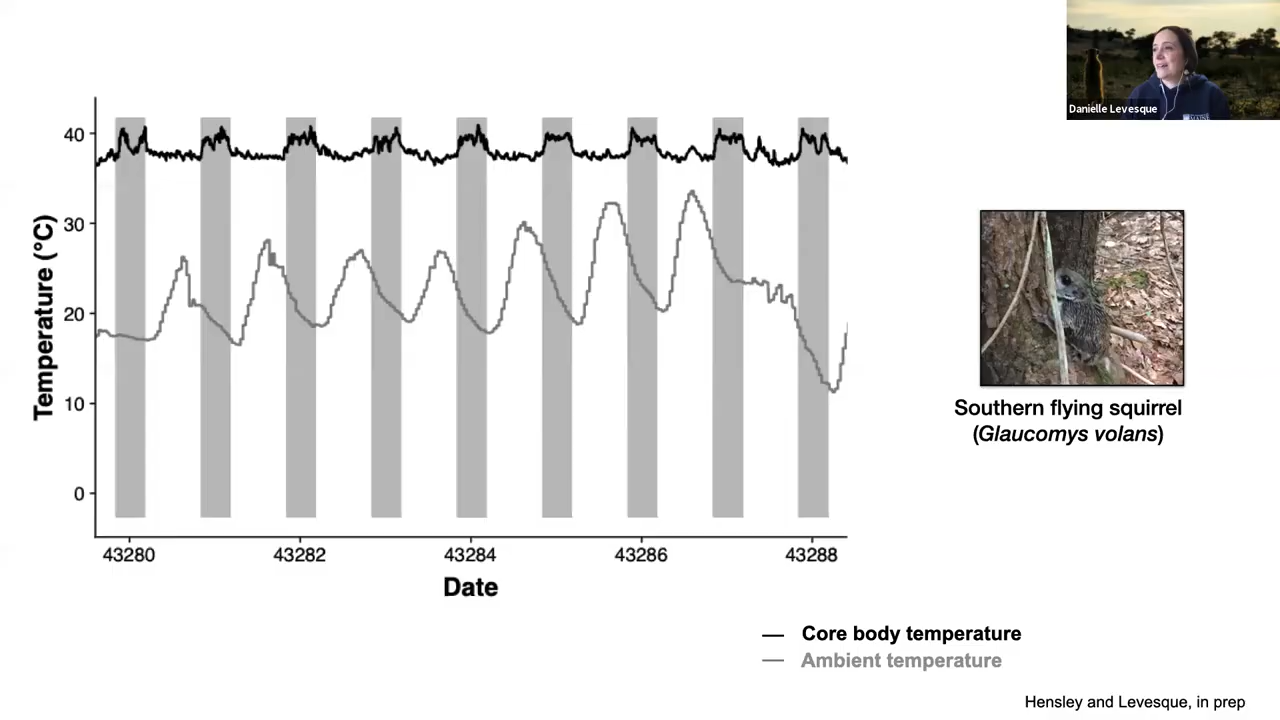 Danielle Levesque
Temperature (°C)
40
30
20
10
0
43280
43282
43284
43286
43288
Date
Southern flying squirrel
(Glaucomys volans)
Core body temperature
Ambient temperature
Hensley and Levesque, in prep